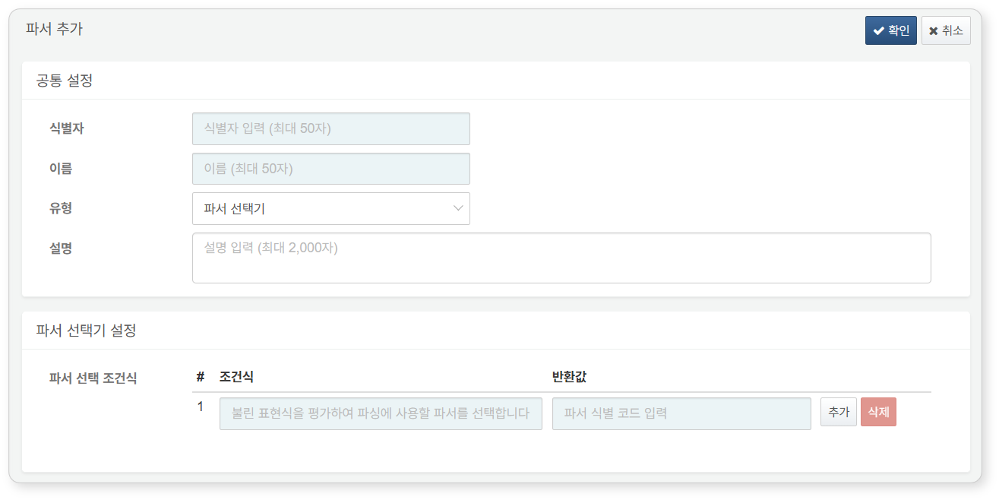 파서 추가
확인
취소
공통 설정
식별자
식별자 입력 (최대 50자)
이름
이름 (최대 50자)
유형
파서 선택기
설명
설명 입력 (최대 2,000자)
파서 선택기 설정
파서 선택 조건식
# 조건식 반환값
1 불린 표현식을 평가하여 파싱에 사용할 파서를 선택합니다 파서 식별 코드 입력 추가 삭제